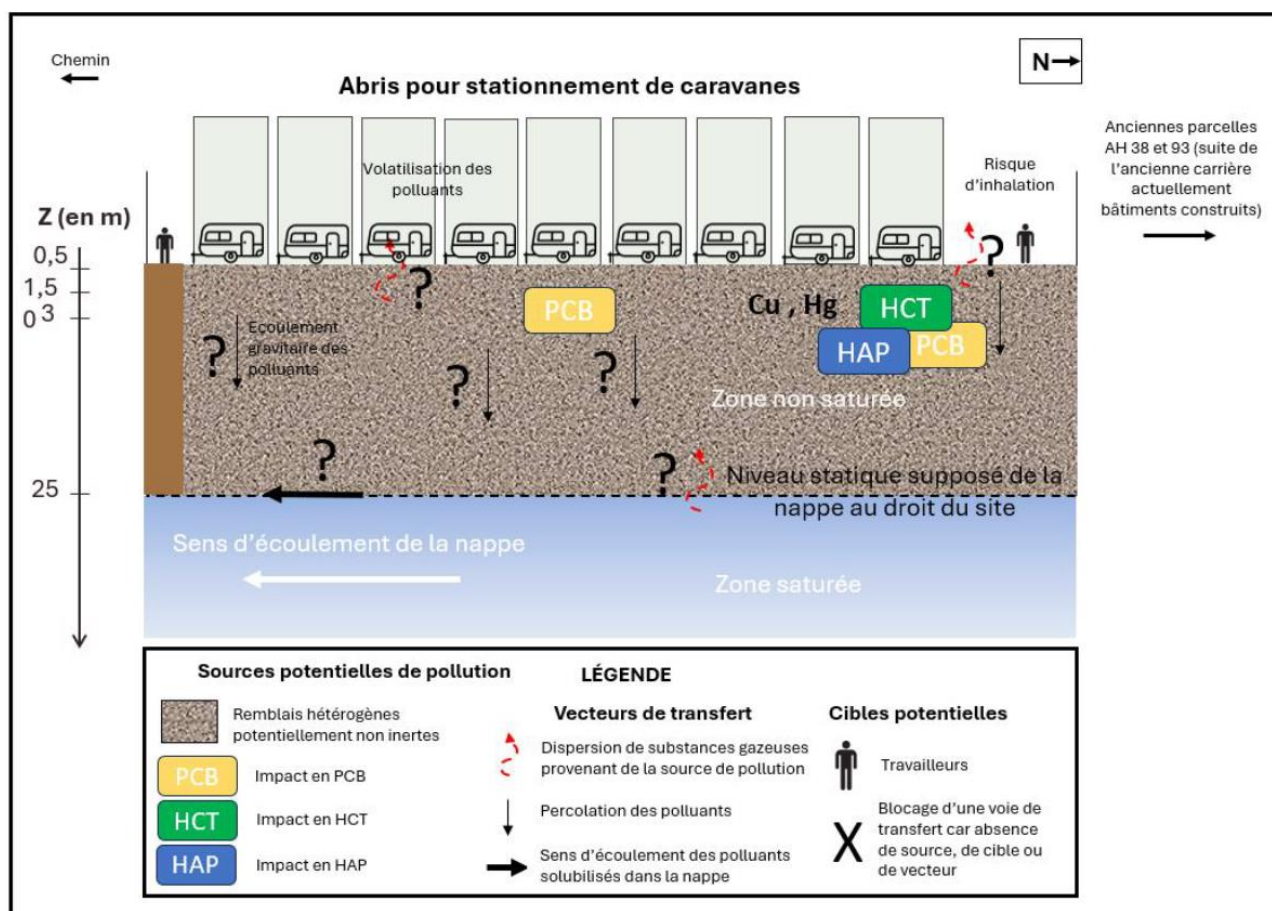 Chemin
N
Abris pour stationnement de caravanes
Anciennes parcelles
AH 38 et 93 (suite de
l'ancienne carrière
actuellement
bâtiments construits)
Volatilisation des
polluants
Risque
d'inhalation
Z (en m)
0,5
1,5
0 3
?
?
PCB
Cu , Hg
HCT
HAP
PCB
Ecoulement
gravitaire des
polluants
?
?
?
Zone non saturée
?
?
25
Niveau statique supposé de la
nappe au droit du site
Sens d'écoulement de la nappe
Zone saturée
Sources potentielles de pollution
LÉGENDE
Remblais hétérogènes
potentiellement non inertes
PCB
Impact en PCB
HCT
Impact en HCT
HAP
Impact en HAP
Vecteurs de transfert
Dispersion de substances gazeuses
provenant de la source de pollution
Percolation des polluants
Sens d'écoulement des polluants
solubilisés dans la nappe
Cibles potentielles
Travailleurs
X
Blocage d'une voie de
transfert car absence
de source, de cible ou
de vecteur